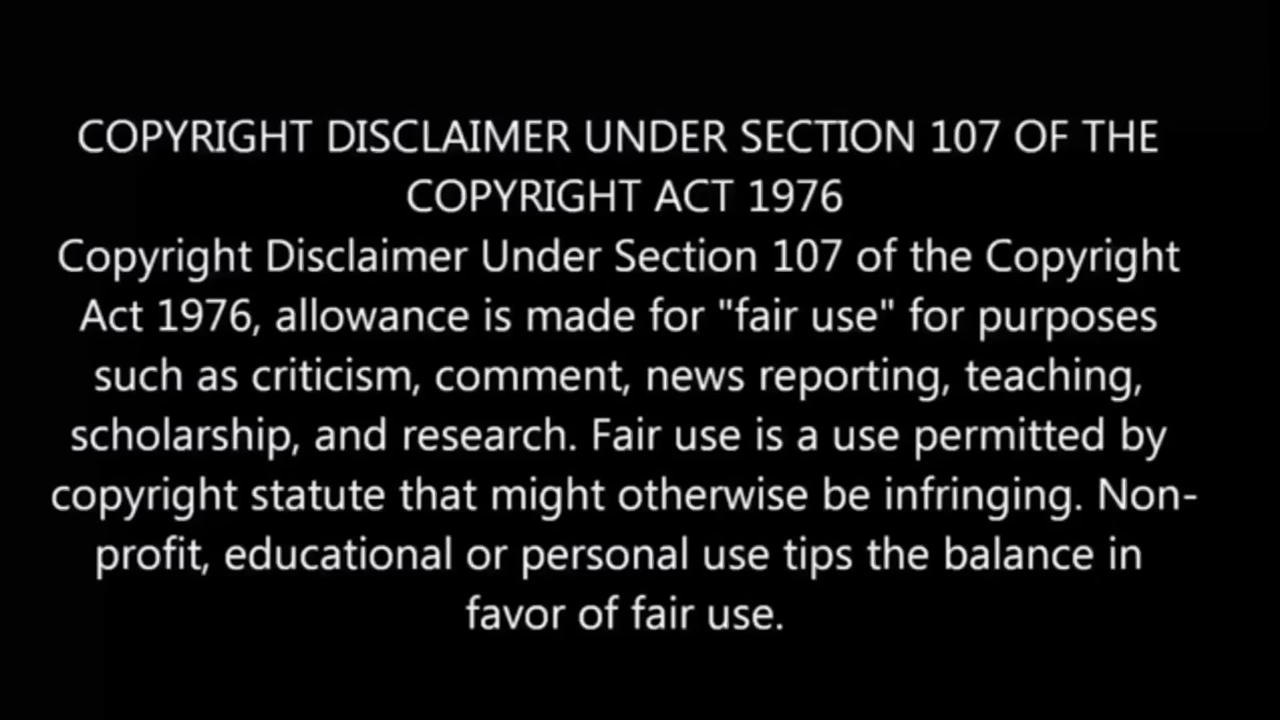 COPYRIGHT DISCLAIMER UNDER SECTION 107 OF THE
COPYRIGHT ACT 1976
Copyright Disclaimer Under Section 107 of the Copyright
Act 1976, allowance is made for "fair use" for purposes
such as criticism, comment, news reporting, teaching,
scholarship, and research. Fair use is a use permitted by
copyright statute that might otherwise be infringing. Non-
profit, educational or personal use tips the balance in
favor of fair use.